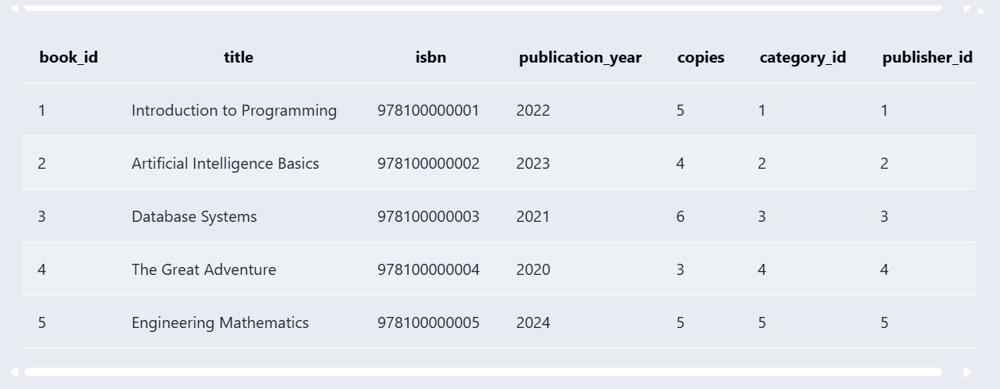 book_id title isbn publication_year copies category_id publisher_id
1 Introduction to Programming 978100000001 2022 5 1 1
2 Artificial Intelligence Basics 978100000002 2023 4 2 2
3 Database Systems 978100000003 2021 6 3 3
4 The Great Adventure 978100000004 2020 3 4 4
5 Engineering Mathematics 978100000005 2024 5 5 5